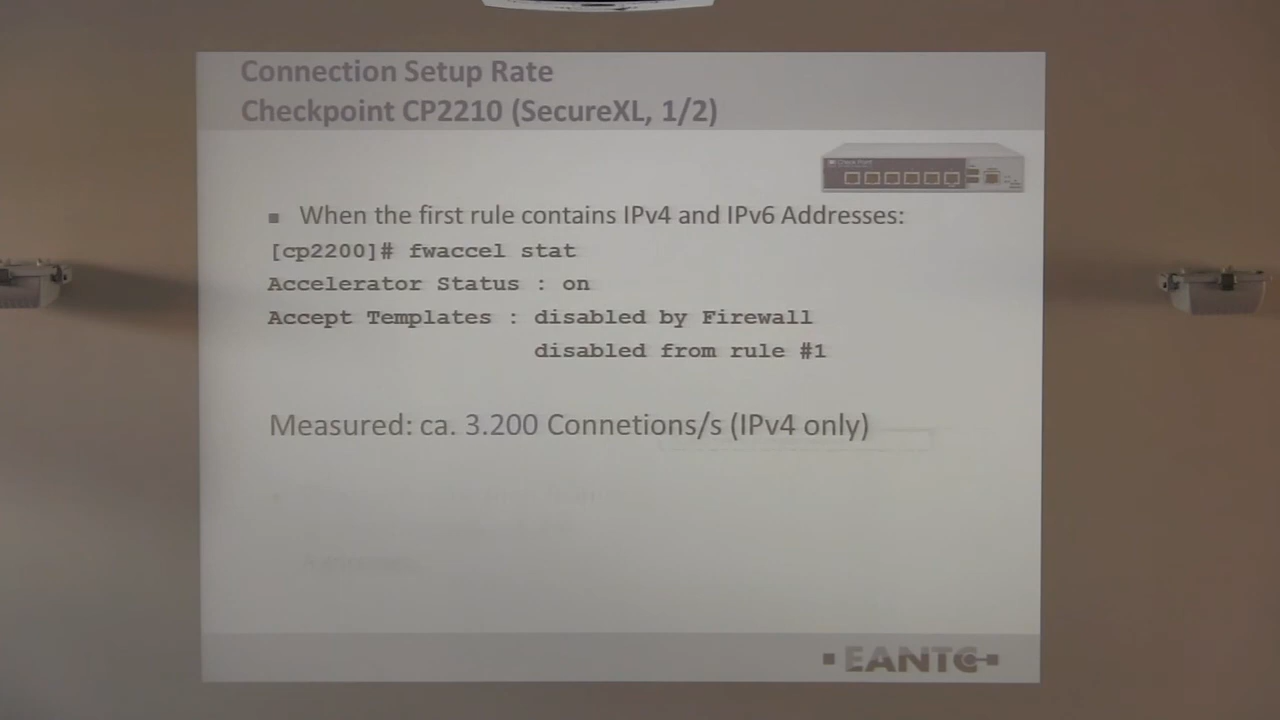 Connection Setup Rate
Checkpoint CP2210 (SecureXL, 1/2)
Check Point
▪ When the first rule contains IPv4 and IPv6 Addresses:
[cp2200]# fwaccel stat
Accelerator Status : on
Accept Templates : disabled by Firewall
disabled from rule #1
Measured: ca. 3.200 Connetions/s (IPv4 only)
EANTC